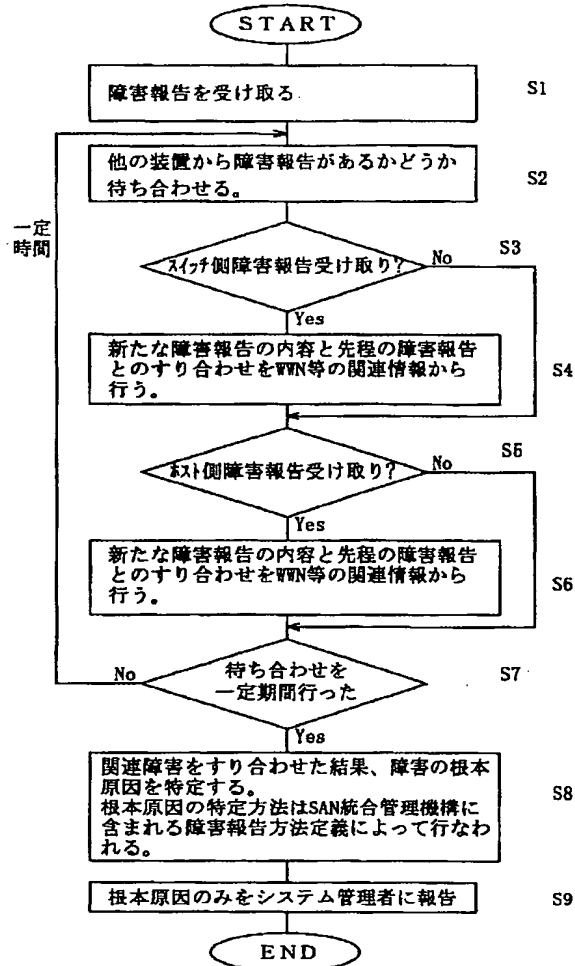 START
障害報告を受け取る
S1
他の装置から障害報告があるかどうか
待ち合わせる。
S2
一定
時間
スイッチ側障害報告受け取り?
No
S3
Yes
新たな障害報告の内容と先程の障害報告
とのすり合わせをWWN等の関連情報から
行う。
S4
ホスト側障害報告受け取り?
No
S5
Yes
新たな障害報告の内容と先程の障害報告
とのすり合わせをWWN等の関連情報から
行う。
S6
No
待ち合わせを
一定期間行った
S7
Yes
関連障害をすり合わせた結果、障害の根本
原因を特定する。
根本原因の特定方法はSAN統合管理機構に
含まれる障害報告方法定義によって行なわ
れる。
S8
根本原因のみをシステム管理者に報告
S9
END